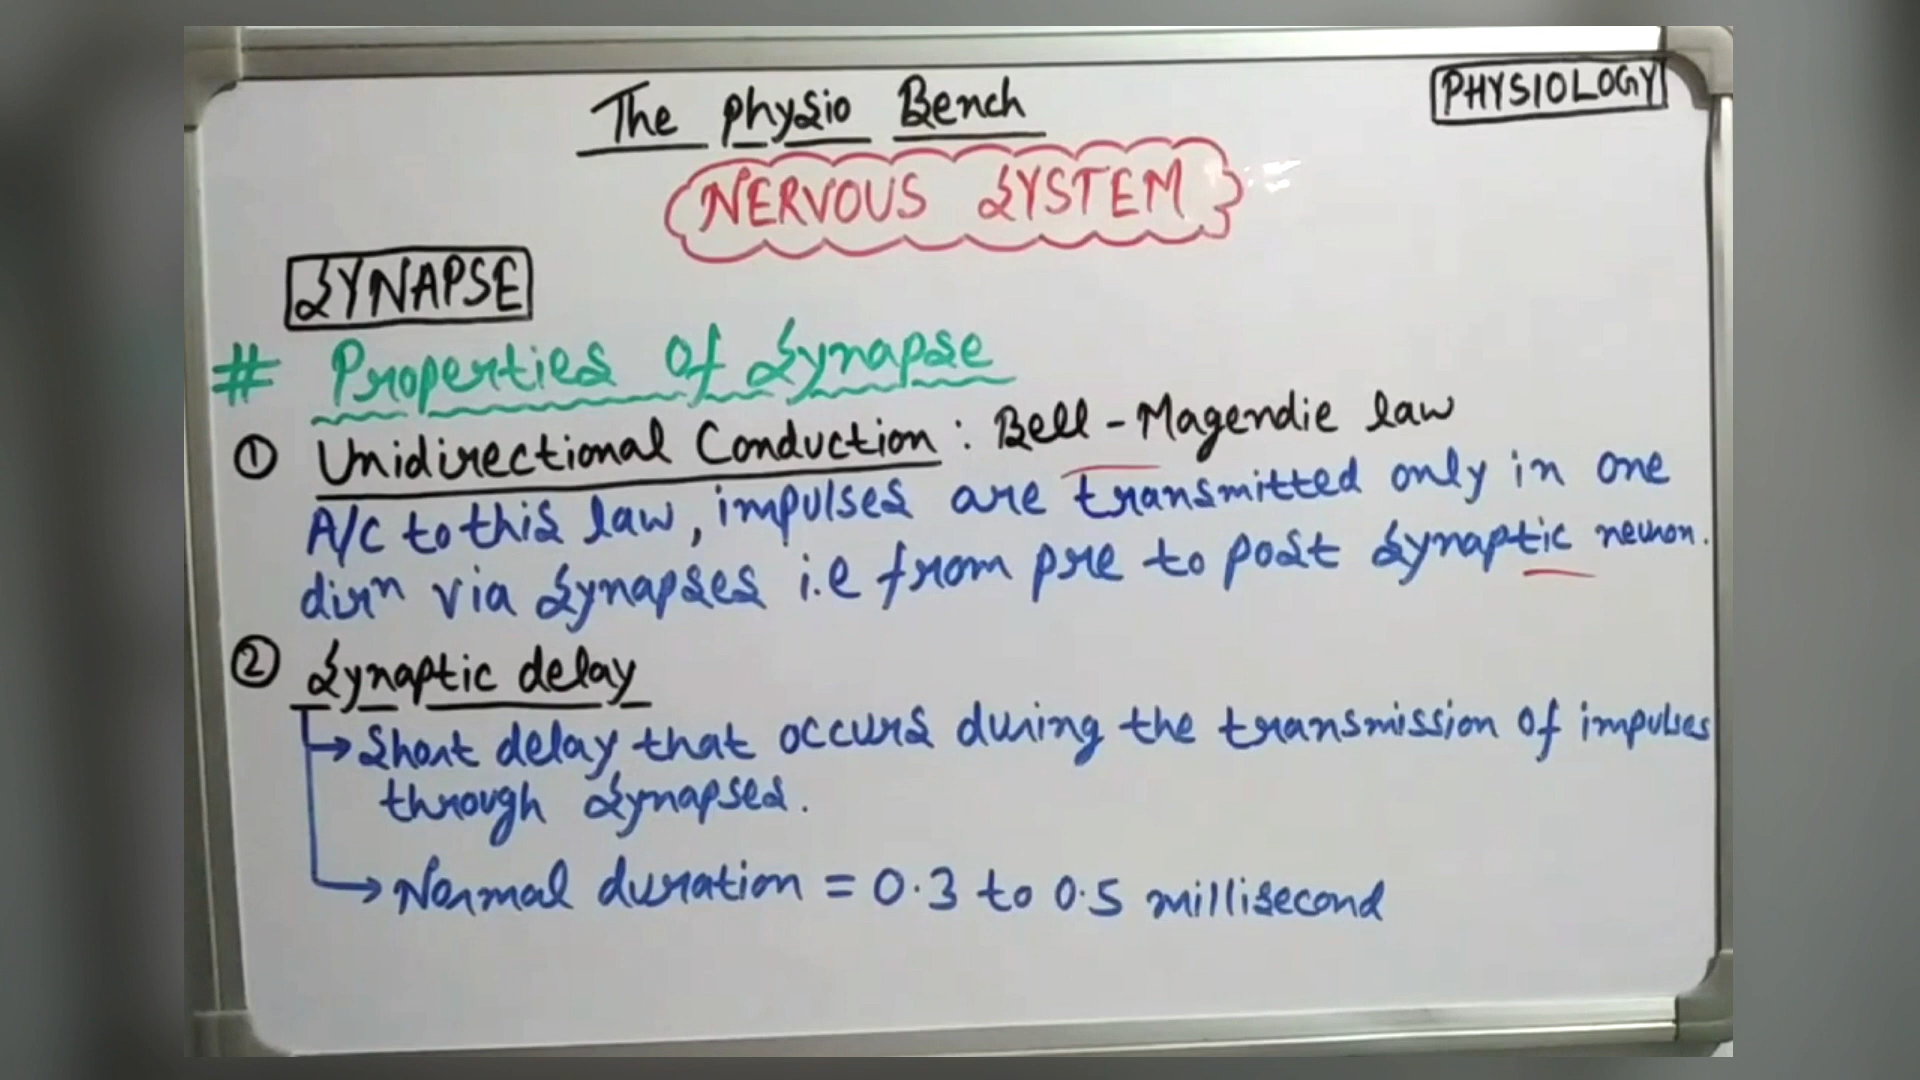 The physio Bench
PHYSIOLOGY
NERVOUS SYSTEM
SYNAPSE
# Properties of Synapse
① Unidirectional Conduction : Bell - Magendie law
A/C to this law, impulses are transmitted only in one
dirⁿ via synapses i.e from pre to post synaptic neuron.
② Synaptic delay
→ Short delay that occurs during the transmission of impulses
through synapses.
→ Normal duration = 0.3 to 0.5 millisecond